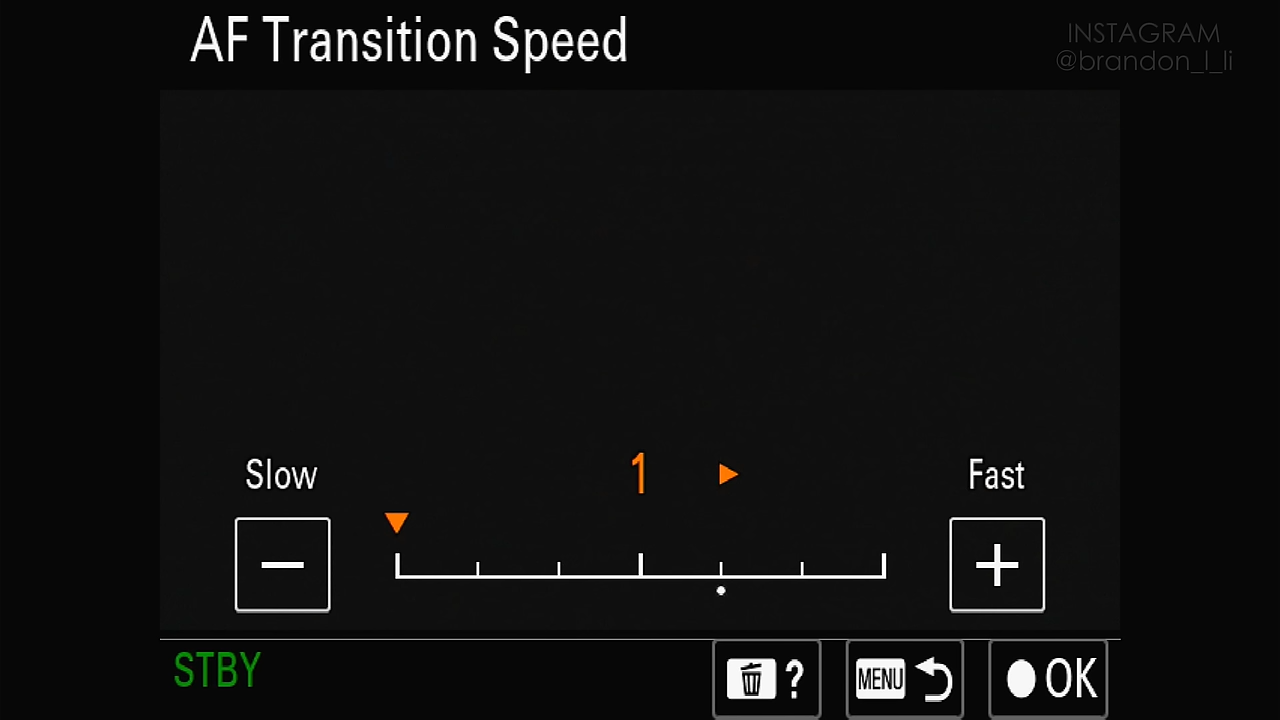 AF Transition Speed
INSTAGRAM
@brandon_l_li
Slow
1
Fast
STBY
?
MENU
OK